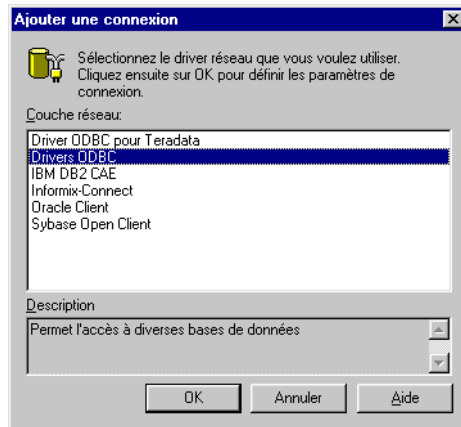 Ajouter une connexion
Sélectionnez le driver réseau que vous voulez utiliser.
Cliquez ensuite sur OK pour définir les paramètres de
connexion.
Couche réseau:
Driver ODBC pour Teradata
Drivers ODBC
IBM DB2 CAE
Informix-Connect
Oracle Client
Sybase Open Client
Description
Permet l'accès à diverses bases de données
OK
Annuler
Aide